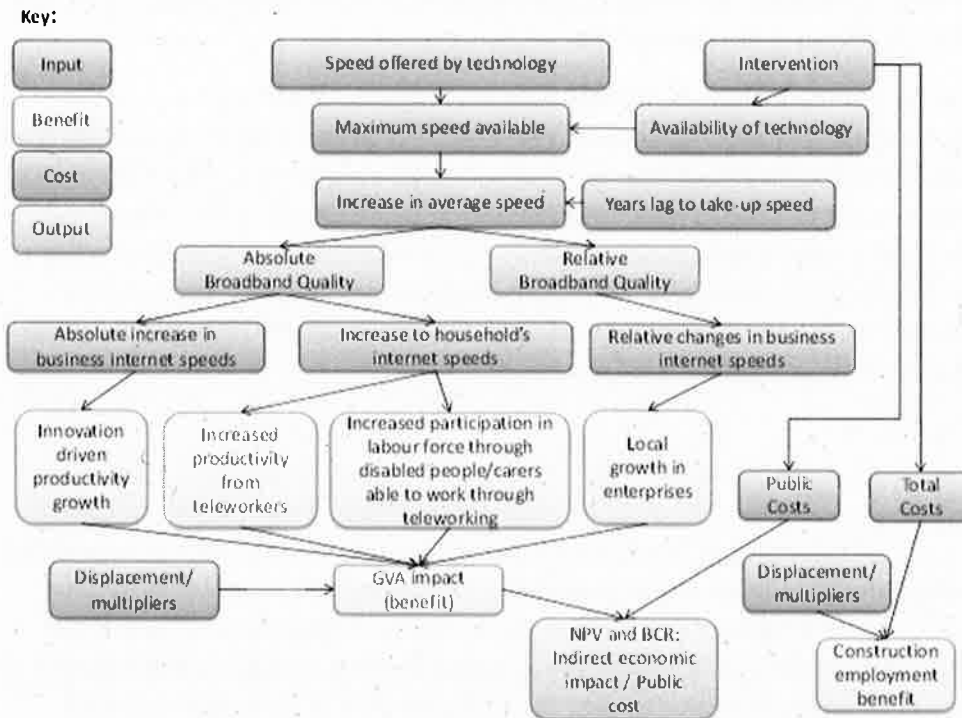 Key:
Input
Benefit
Cost
Output
Speed offered by technology
Intervention
Maximum speed available
Availability of technology
Increase in average speed
Years lag to take-up speed
Absolute
Broadband Quality
Relative
Broadband Quality
Absolute increase in
business internet speeds
Increase to household's
internet speeds
Relative changes in business
internet speeds
Innovation
driven
productivity
growth
Increased
productivity
from
teleworkers
Increased participation in
labour force through
disabled people/carers
able to work through
teleworking
Local
growth in
enterprises
Public
Costs
Total
Costs
Displacement/
multipliers
GVA impact
(benefit)
Displacement/
multipliers
NPV and BCR:
Indirect economic
impact / Public
cost
Construction
employment
benefit